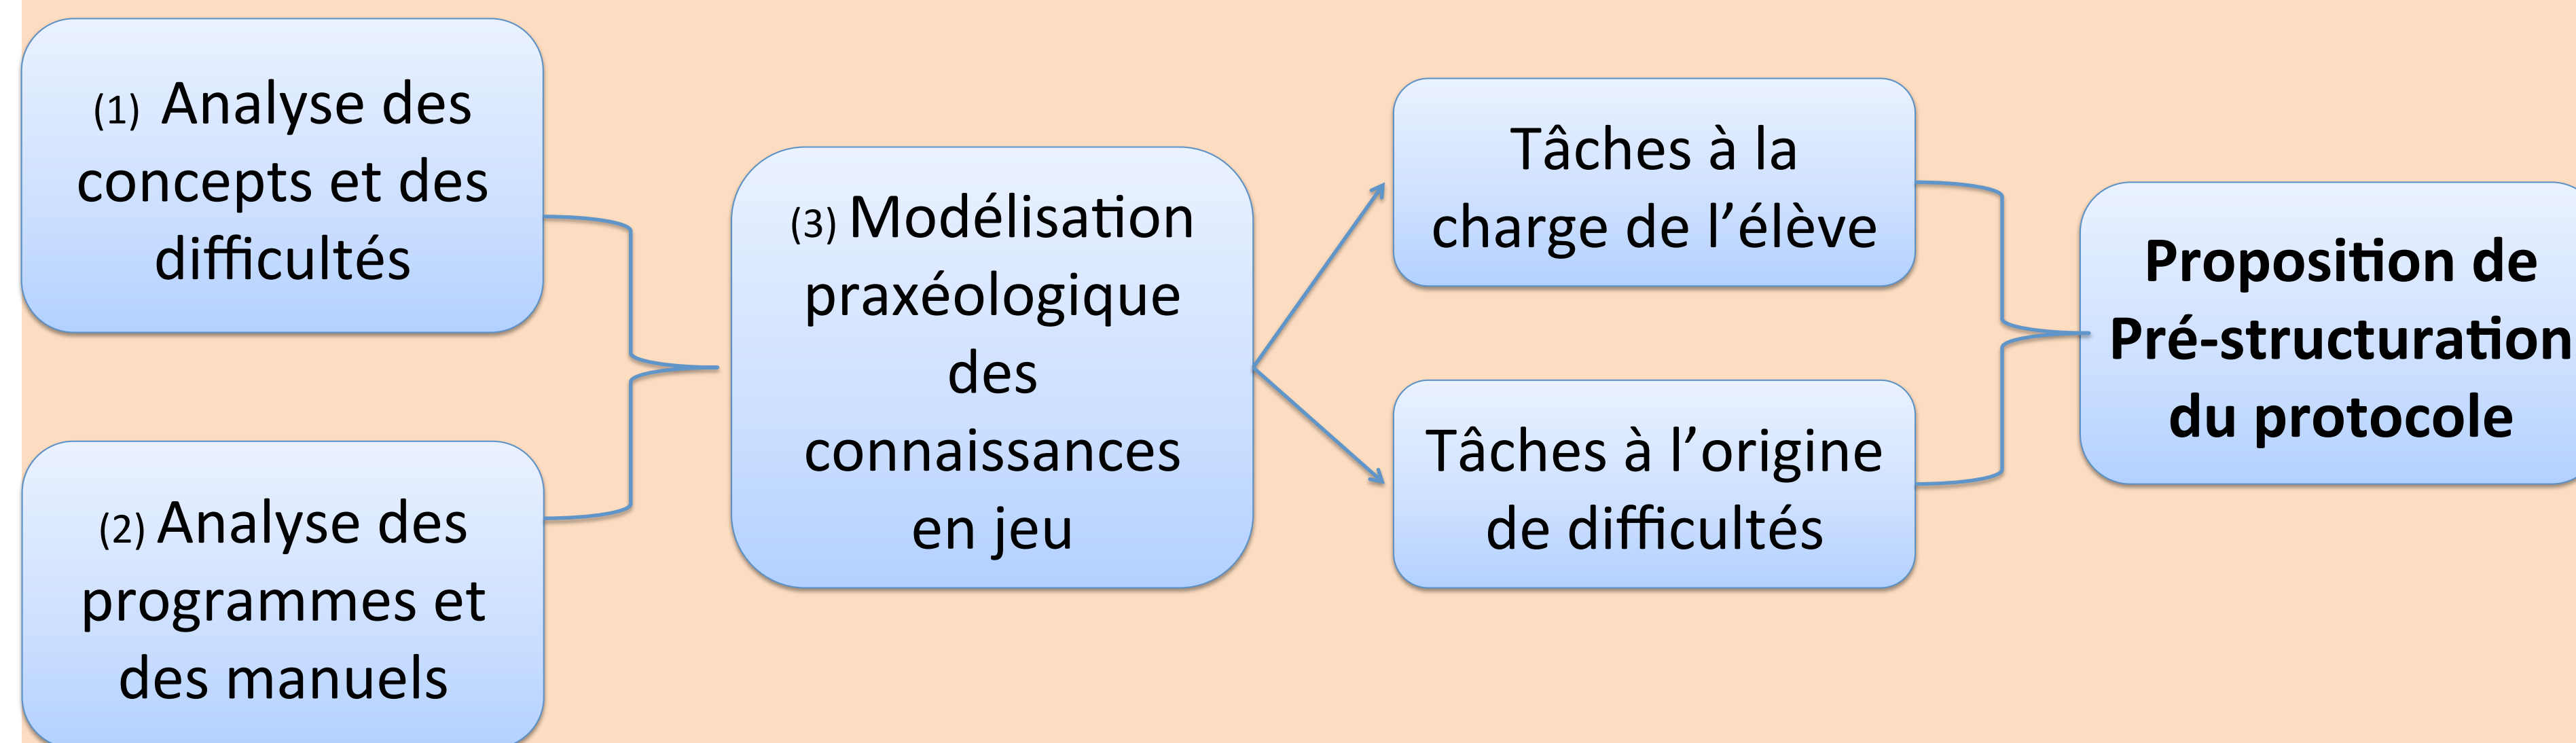 (1) Analyse des
concepts et des
difficultés
(2) Analyse des
programmes et
des manuels
(3) Modélisation
praxéologique
des
connaissances
en jeu
Tâches à la
charge de l’élève
Tâches à l’origine
de difficultés
Proposition de
Pré-structuration
du protocole